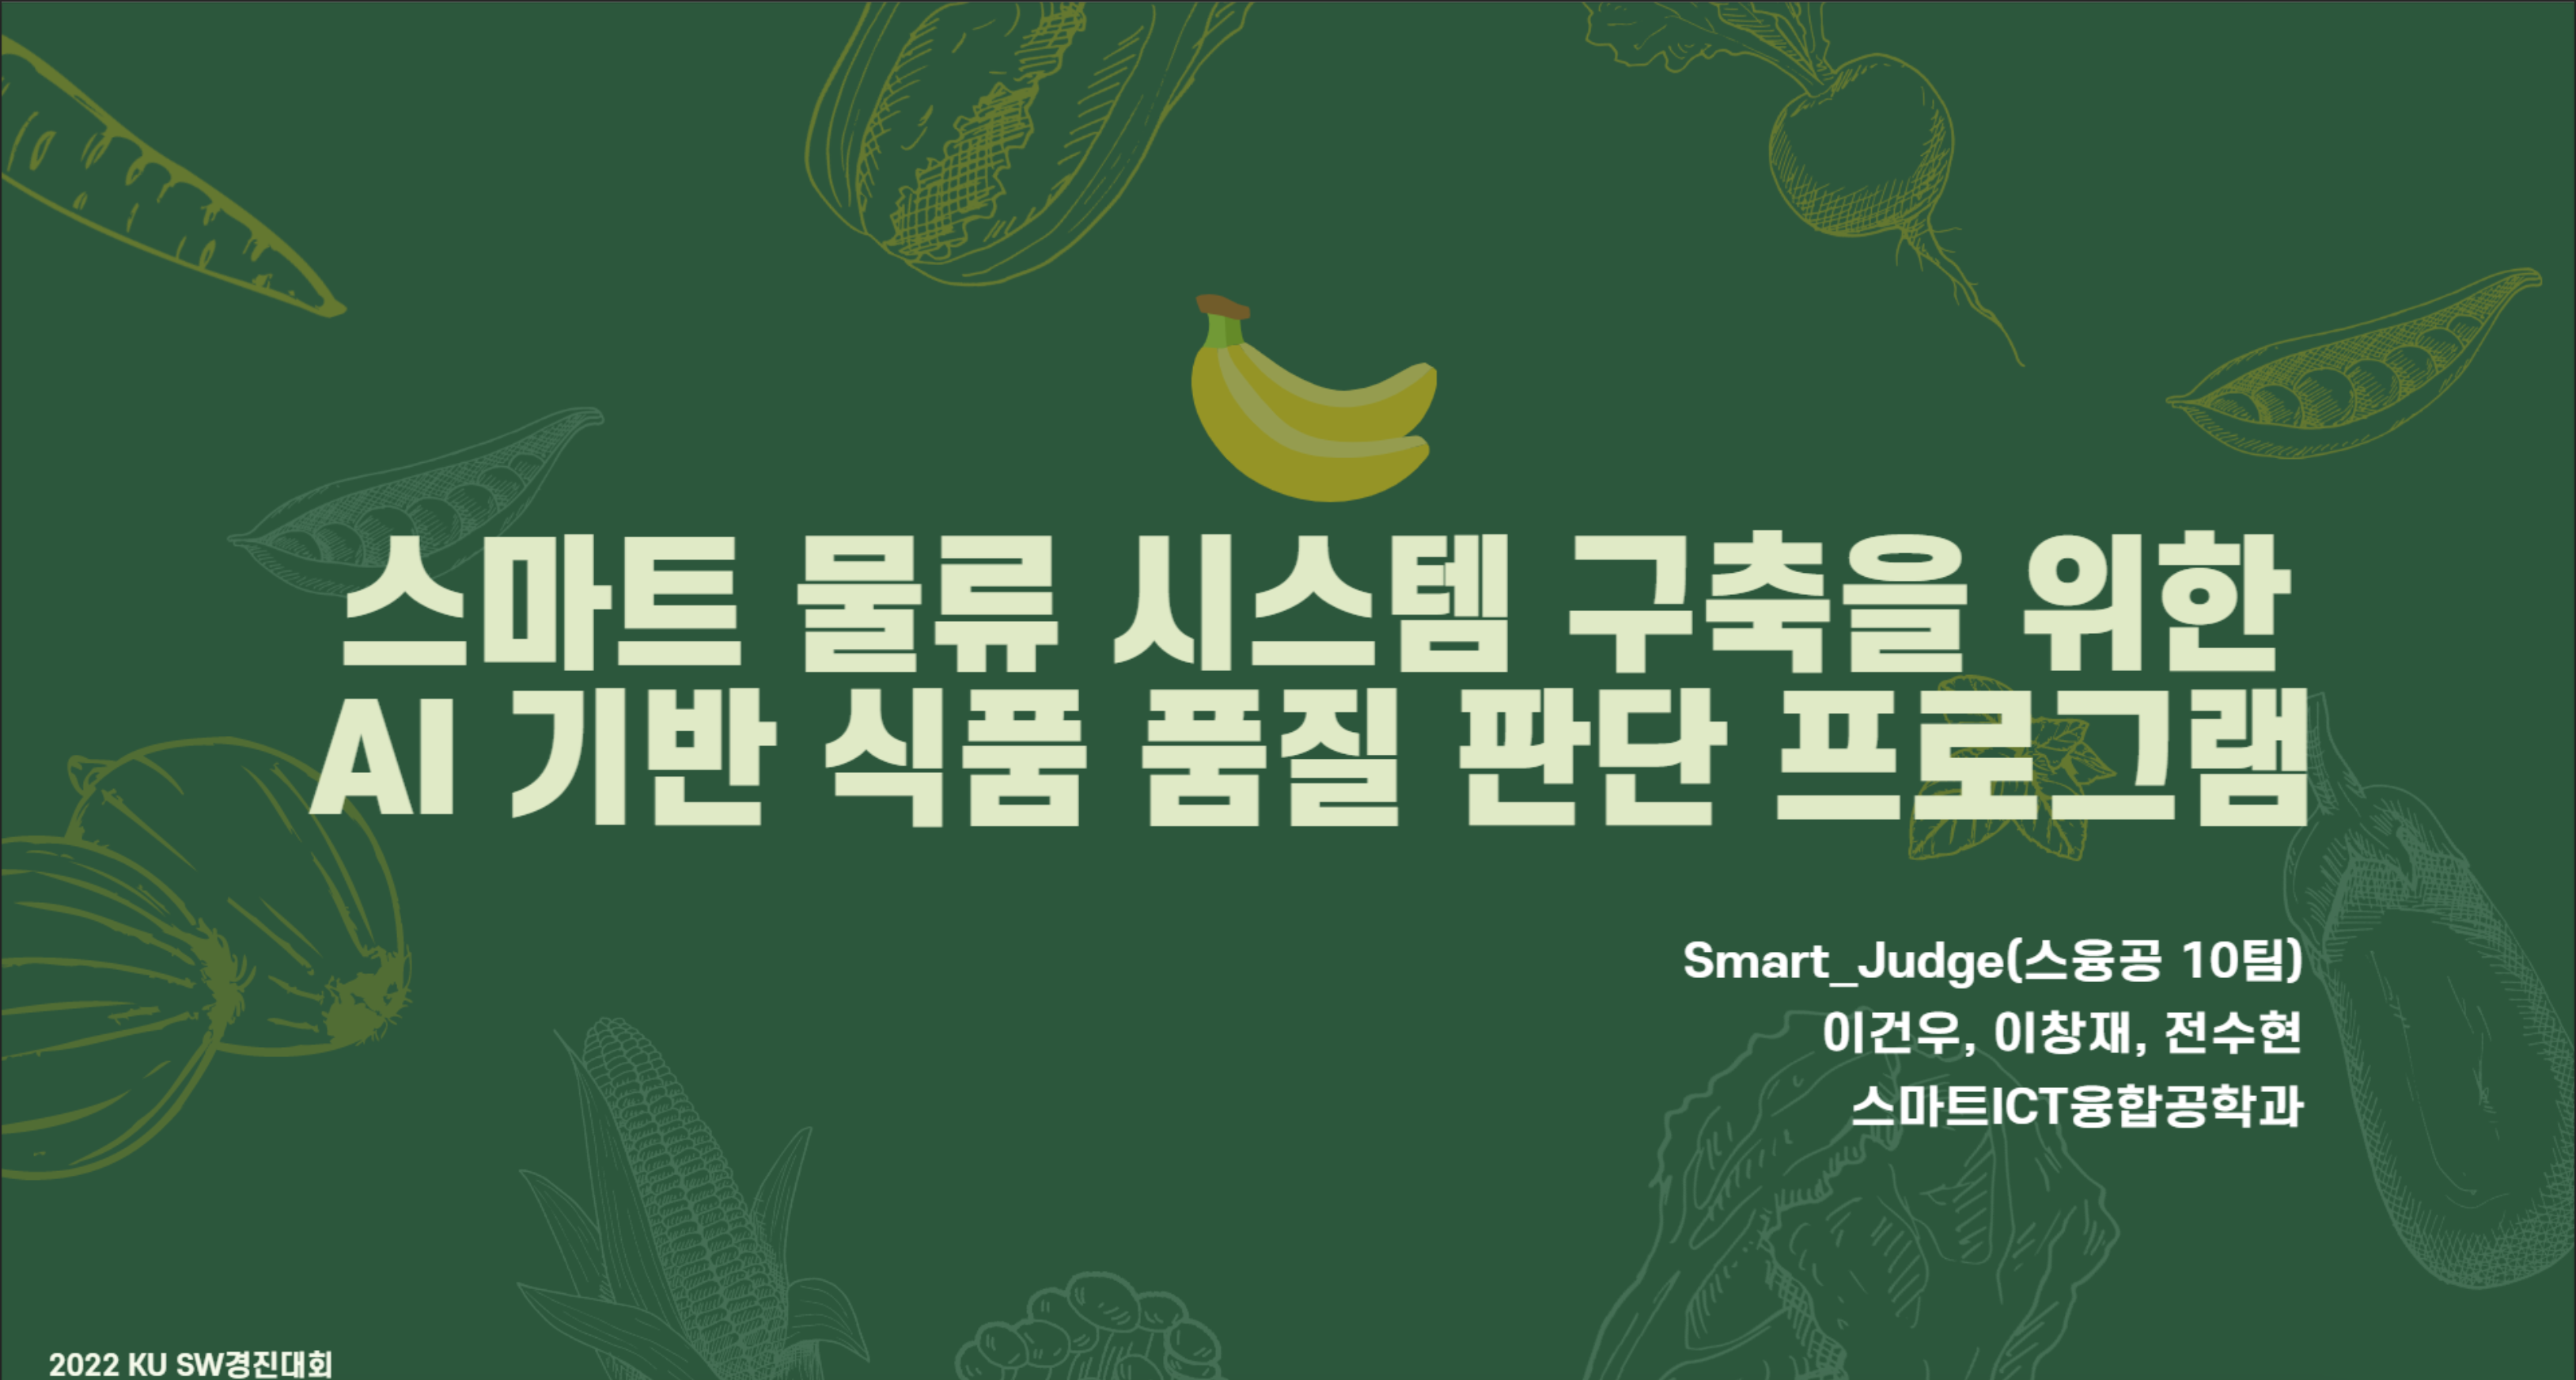 스마트 물류 시스템 구축을 위한
AI 기반 식품 품질 판단 프로그램
Smart_Judge(스융공 10팀)
이건우, 이창재, 전수현
스마트ICT융합공학과
2022 KU SW경진대회